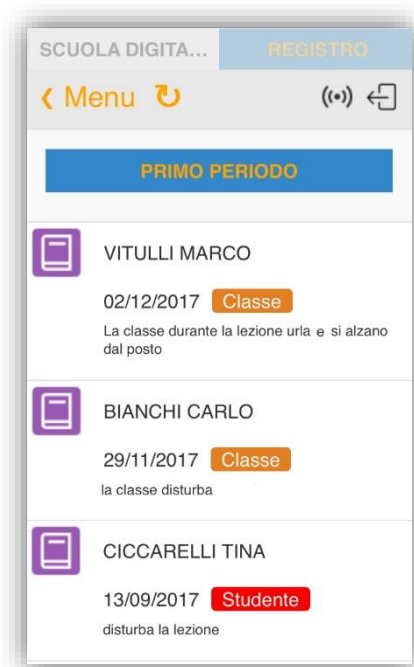 SCUOLA DIGITA... REGISTRO
Menu
PRIMO PERIODO
VITULLI MARCO
02/12/2017 Classe
La classe durante la lezione urla e si alzano
dal posto
BIANCHI CARLO
29/11/2017 Classe
la classe disturba
CICCARELLI TINA
13/09/2017 Studente
disturba la lezione